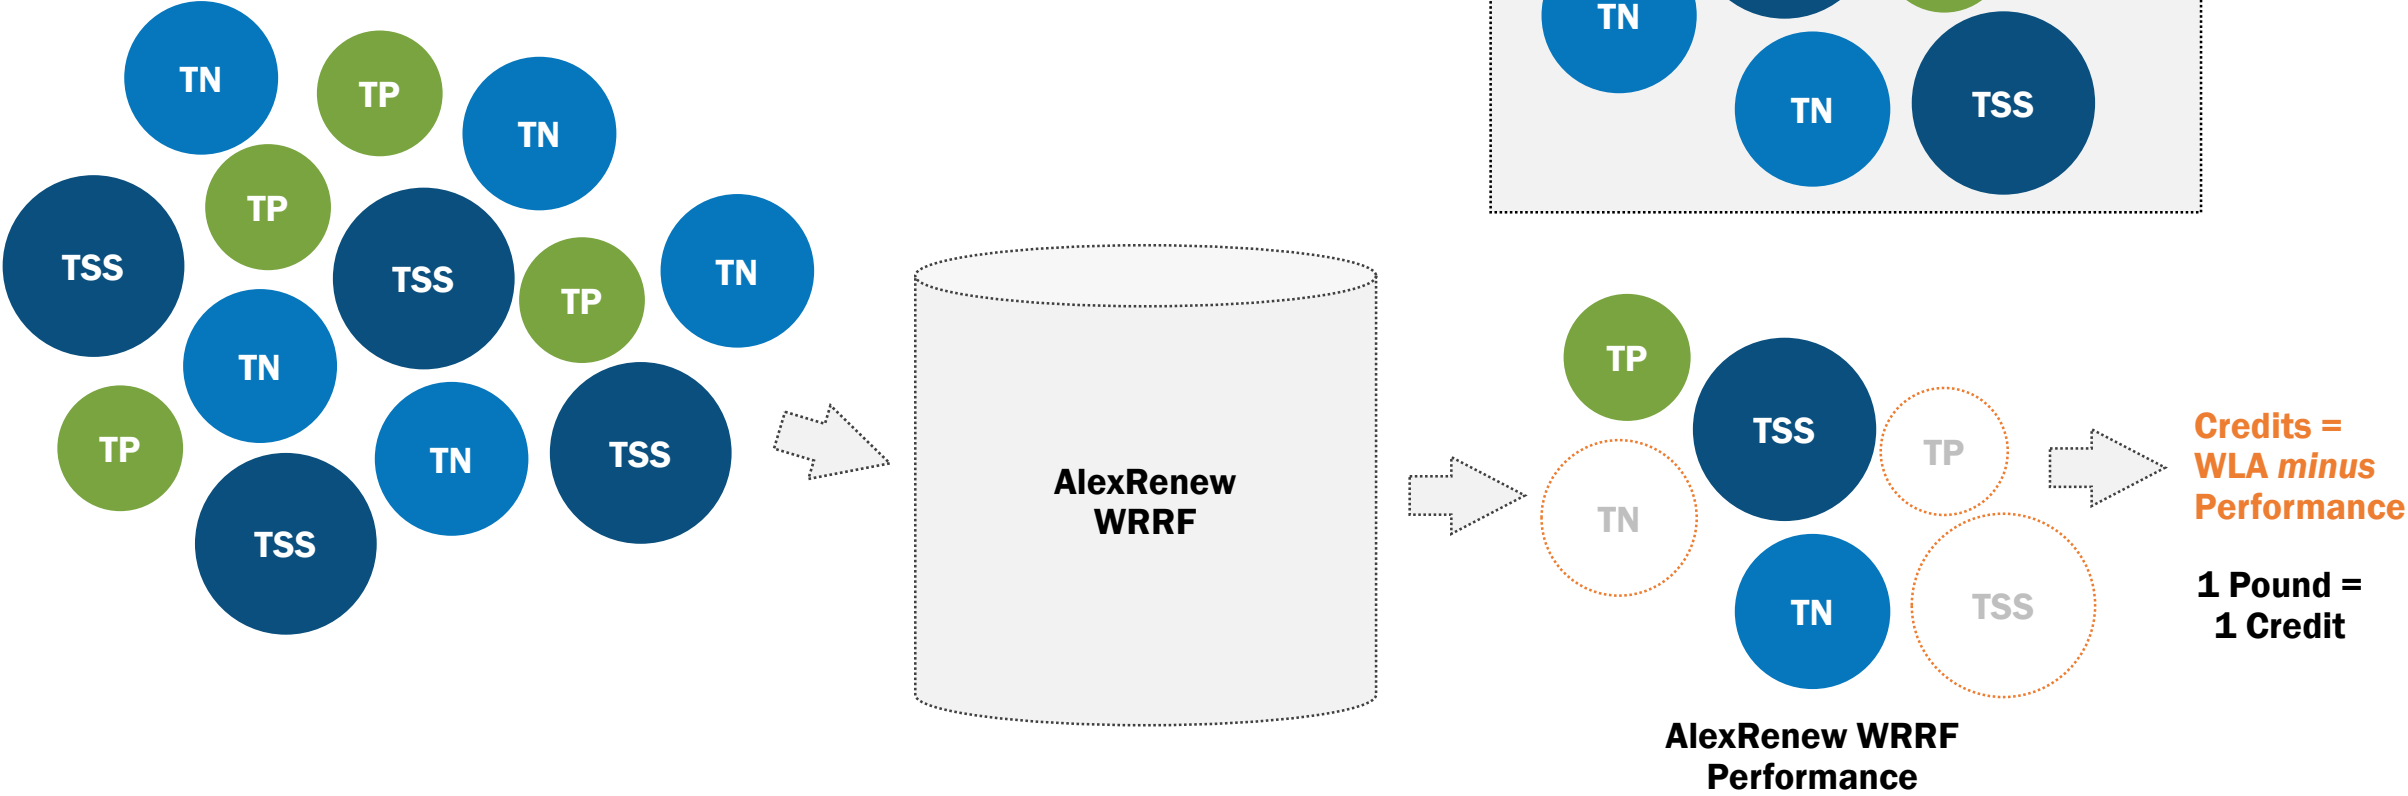 TN
TP
TN
TSS
TP
TSS
TP
TN
TN
TP
TN
TSS
TSS
AlexRenew
WRRF
TN
TN
TSS
TP
TSS
TP
TN
TN
TSS
AlexRenew WRRF
Performance
Credits =
WLA minus
Performance
1 Pound =
1 Credit